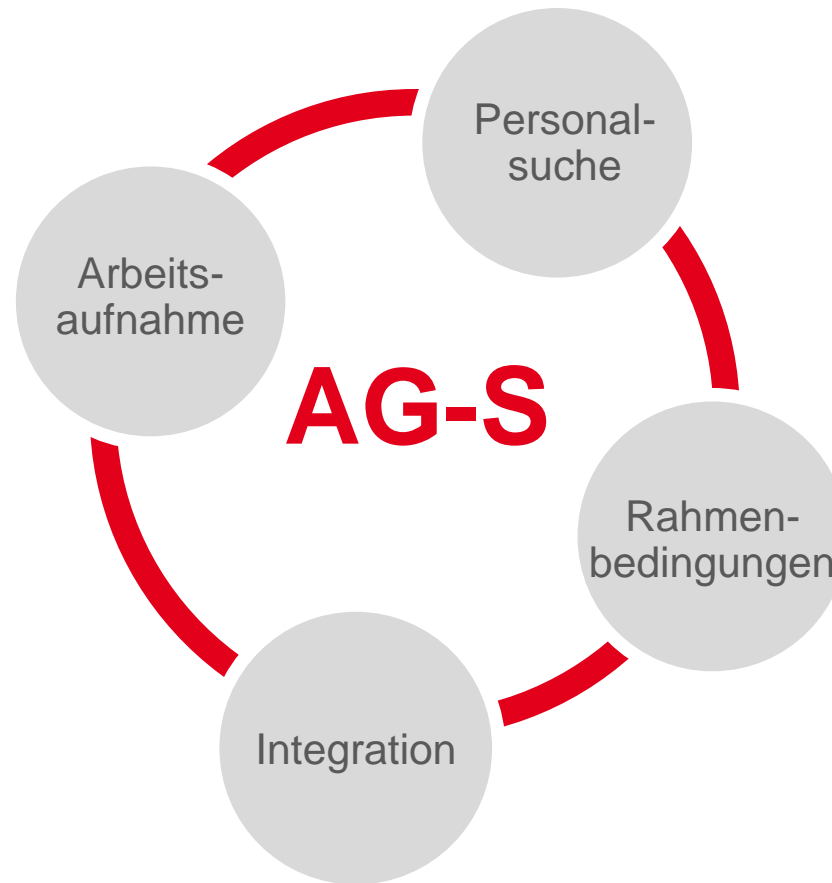 Personal-
suche
Arbeits-
aufnahme
AG-S
Rahmen-
bedingungen
Integration